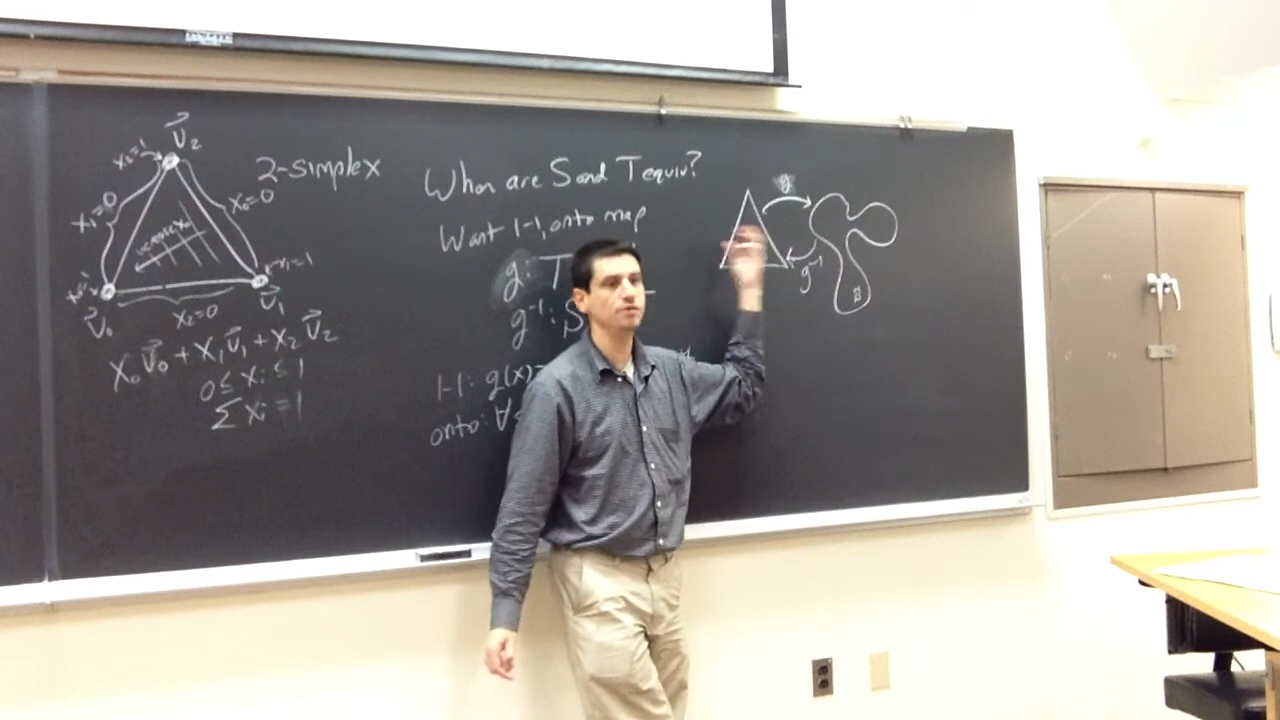 2-simplex
v⃗₂
x₂=1
x₁=0
x₀=0
increase x₀
x₁=1
v⃗₀
x₂=0
v⃗₁
x₀v⃗₀ + x₁v⃗₁ + x₂v⃗₂
0 ≤ xᵢ ≤ 1
∑ xᵢ = 1
When are S and T equiv?
Want 1-1, onto map
g: T
g⁻¹: S
1-1: g(x)=
onto: ∀
g
g⁻¹